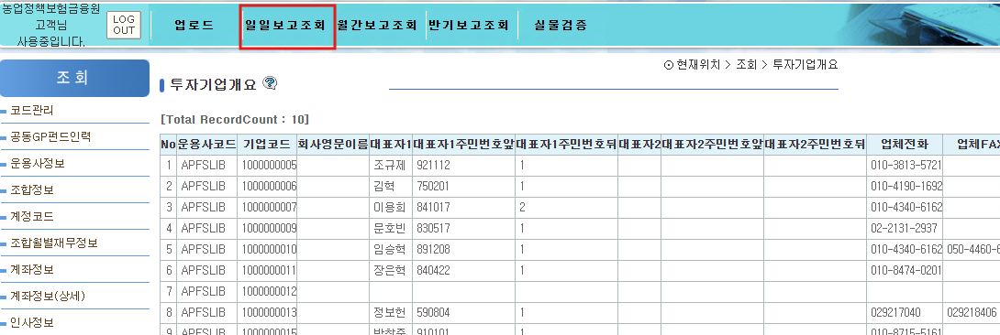 농업정책보험금융원
고객님
사용중입니다.
LOG
OUT
업로드 일일보고조회 월간보고조회 반기보고조회 실물검증
조회
⊙ 현재위치 > 조회 > 투자기업개요
투자기업개요
코드관리
공동GP펀드인력
운용사정보
조합정보
계정코드
조합월별재무정보
계좌정보
계좌정보(상세)
인사정보
[Total RecordCount : 10]
No 운용사코드 기업코드 회사영문이름 대표자1 대표자1주민번호앞 대표자1주민번호뒤 대표자2 대표자2주민번호앞 대표자2주민번호뒤 업체전화 업체FAX
1 APFSLIB 1000000005 조규제 921112 1 010-3813-5721
2 APFSLIB 1000000006 김혁 750201 1 010-4190-1692
3 APFSLIB 1000000007 이용희 841017 2 010-4340-6162
4 APFSLIB 1000000009 문호빈 830517 1 02-2131-2937
5 APFSLIB 1000000010 임승혁 891208 1 010-4340-6162 050-4460-6
6 APFSLIB 1000000011 장은혁 840422 1 010-8474-0201
7 APFSLIB 1000000012
8 APFSLIB 1000000013 정보헌 590804 1 029217040 029218406
9 APFSLIB 1000000015 박찬주 910101 1 010-8715-5161